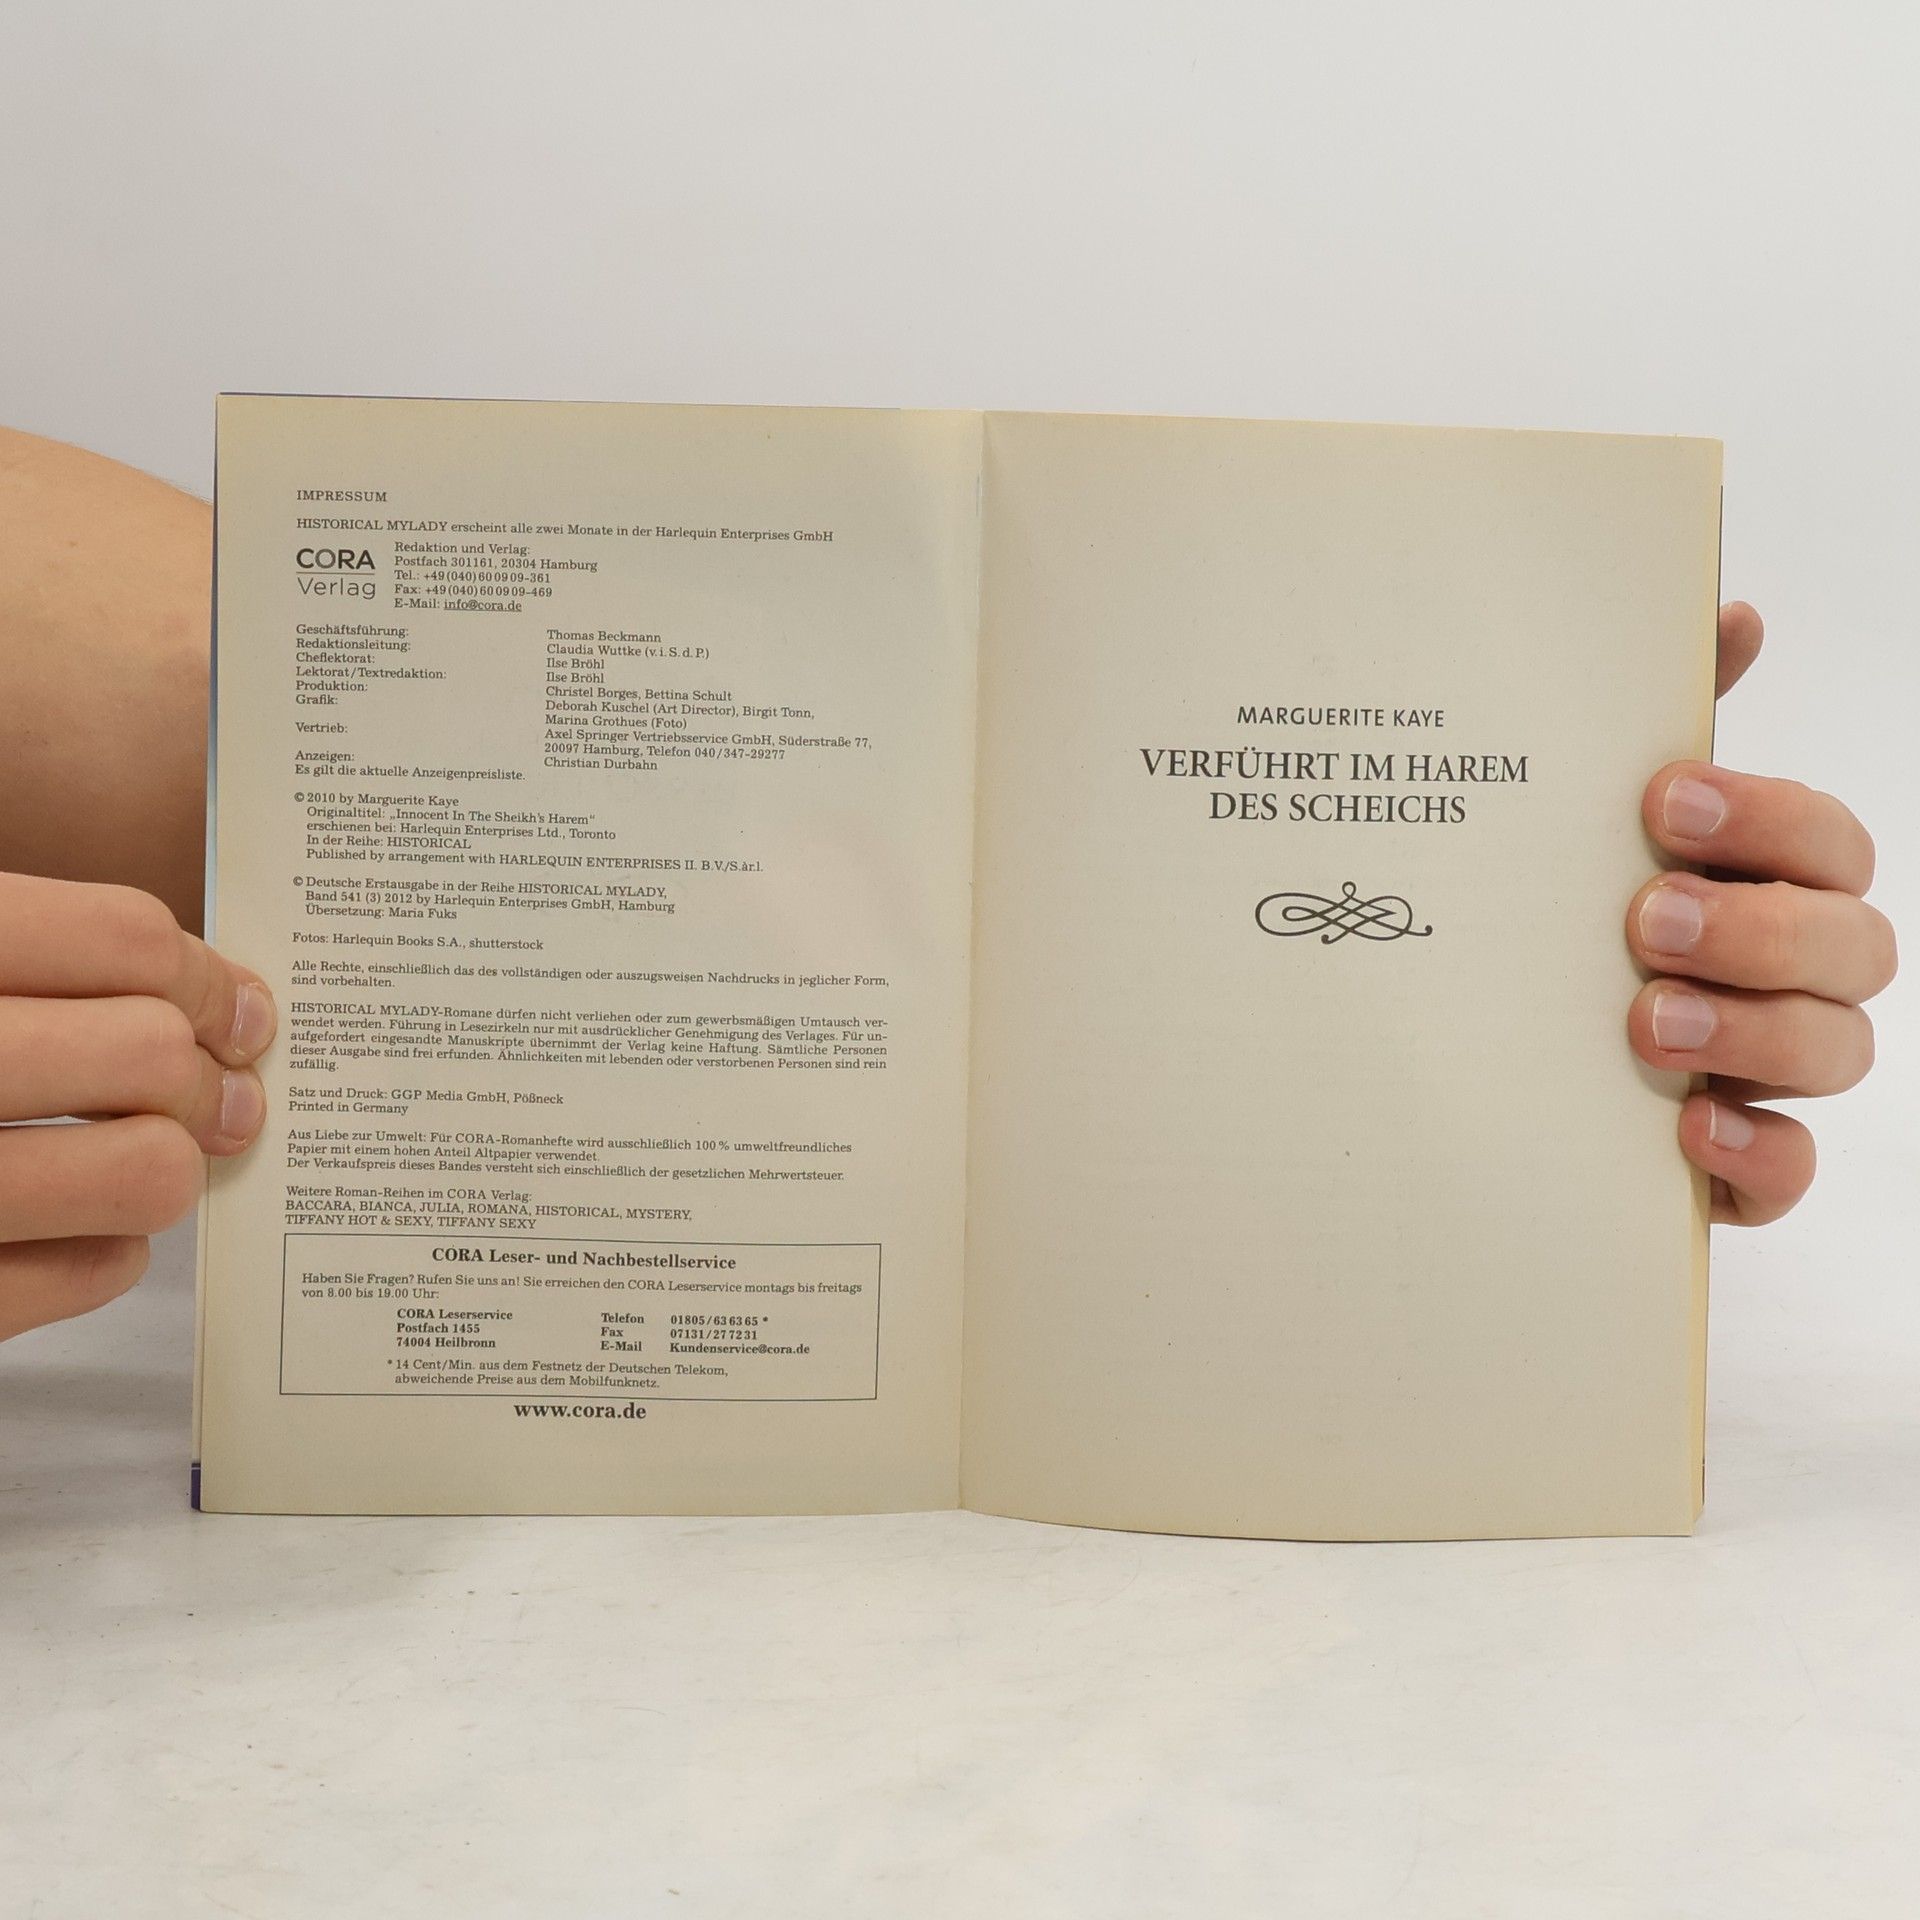 IMPRESSUM
HISTORICAL MYLADY erscheint alle zwei Monate in der Harlequin Enterprises GmbH
CORA
Verlag
Redaktion und Verlag:
Postfach 301161, 20304 Hamburg
Tel.: +49(040)600909-361
Fax: +49(040)600909-469
E-Mail: info@cora.de
Geschäftsführung: Thomas Beckmann
Redaktionsleitung: Claudia Wuttke (v.i.S.d.P.)
Cheflektorat: Ilse Bröhl
Lektorat/Textredaktion: Ilse Bröhl
Produktion: Christel Borges, Bettina Schult
Grafik: Deborah Kuschel (Art Director), Birgit Tonn,
Marina Grothues (Foto)
Vertrieb: Axel Springer Vertriebsservice GmbH, Süderstraße 77,
20097 Hamburg, Telefon 040/347-29277
Anzeigen: Christian Durbahn
Es gilt die aktuelle Anzeigenpreisliste.
© 2010 by Marguerite Kaye
Originaltitel: „Innocent In The Sheikh's Harem“
erschienen bei: Harlequin Enterprises Ltd., Toronto
In der Reihe: HISTORICAL
Published by arrangement with HARLEQUIN ENTERPRISES II. B.V./S.àr.l.
© Deutsche Erstausgabe in der Reihe HISTORICAL MYLADY,
Band 541 (3) 2012 by Harlequin Enterprises GmbH, Hamburg
Übersetzung: Maria Fuks
Fotos: Harlequin Books S.A., shutterstock
Alle Rechte, einschließlich das des vollständigen oder auszugsweisen Nachdrucks in jeglicher Form,
sind vorbehalten.
HISTORICAL MYLADY-Romane dürfen nicht verliehen oder zum gewerbsmäßigen Umtausch ver-
wendet werden. Führung in Lesezirkeln nur mit ausdrücklicher Genehmigung des Verlages. Für un-
aufgefordert eingesandte Manuskripte übernimmt der Verlag keine Haftung. Sämtliche Personen
dieser Ausgabe sind frei erfunden. Ähnlichkeiten mit lebenden oder verstorbenen Personen sind rein
zufällig.
Satz und Druck: GGP Media GmbH, Pößneck
Printed in Germany
Aus Liebe zur Umwelt: Für CORA-Romanhefte wird ausschließlich 100 % umweltfreundliches
Papier mit einem hohen Anteil Altpapier verwendet.
Der Verkaufspreis dieses Bandes versteht sich einschließlich der gesetzlichen Mehrwertsteuer.
Weitere Roman-Reihen im CORA Verlag:
BACCARA, BIANCA, JULIA, ROMANA, HISTORICAL, MYSTERY,
TIFFANY HOT & SEXY, TIFFANY SEXY
CORA Leser- und Nachbestellservice
Haben Sie Fragen? Rufen Sie uns an! Sie erreichen den CORA Leserservice montags bis freitags
von 8.00 bis 19.00 Uhr:
CORA Leserservice Telefon 01805/636365 *
Postfach 1455 Fax 07131/277231
74004 Heilbronn E-Mail Kundenservice@cora.de
* 14 Cent/Min. aus dem Festnetz der Deutschen Telekom,
abweichende Preise aus dem Mobilfunknetz.
www.cora.de
MARGUERITE KAYE
VERFÜHRT IM HAREM
DES SCHEICHS